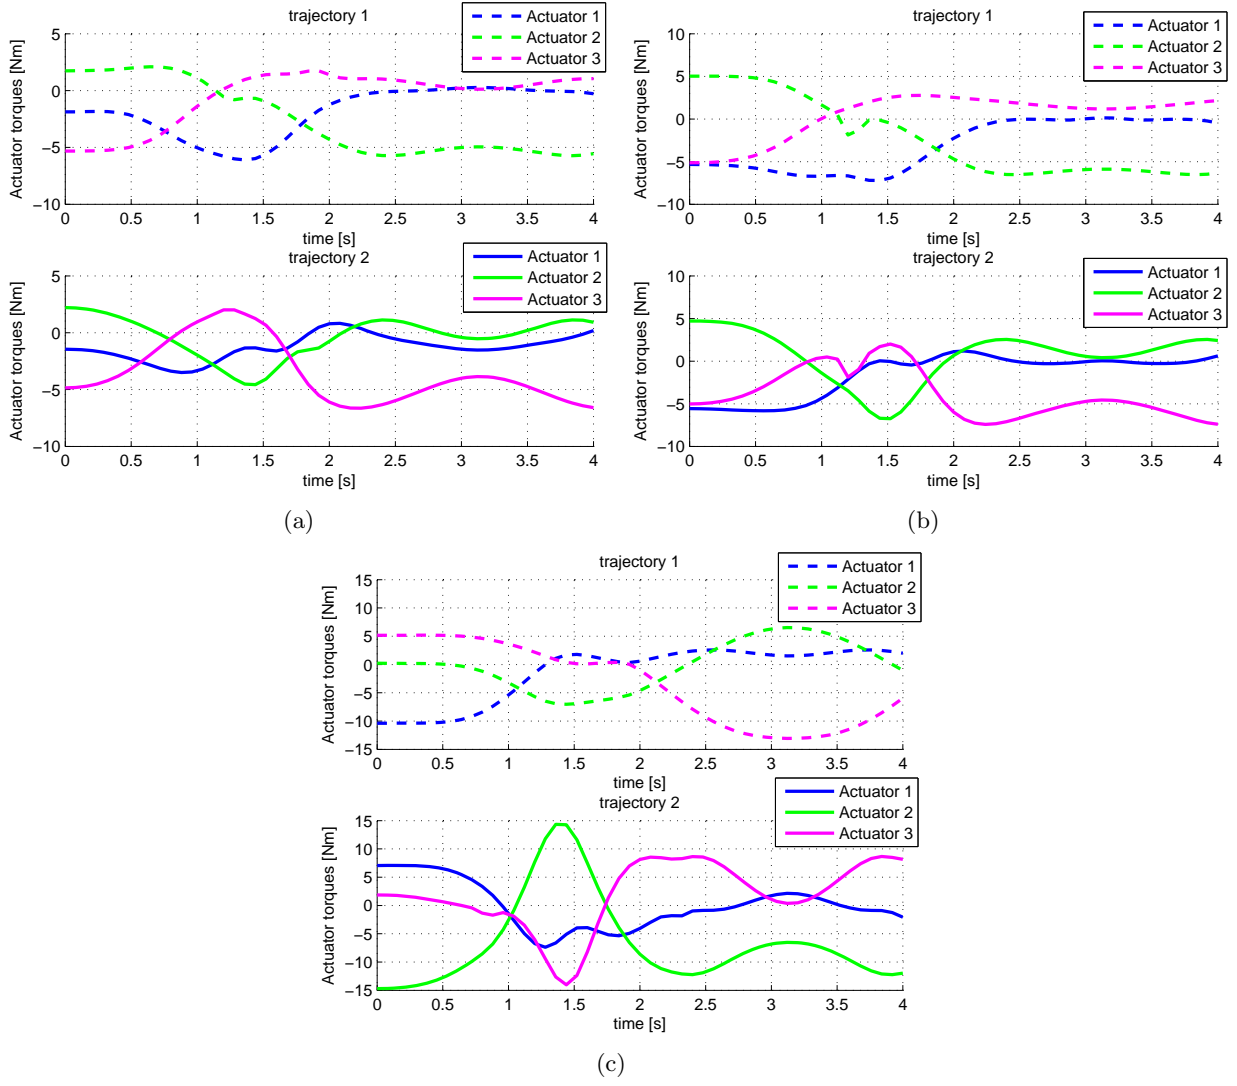 trajectory 1
Actuator 1
Actuator 2
Actuator 3
Actuator torques [Nm]
5
0
−5
−10
0 0.5 1 1.5 2 2.5 3 3.5 4
time [s]
trajectory 2
Actuator 1
Actuator 2
Actuator 3
Actuator torques [Nm]
5
0
−5
−10
0 0.5 1 1.5 2 2.5 3 3.5 4
time [s]
(a)
trajectory 1
Actuator 1
Actuator 2
Actuator 3
Actuator torques [Nm]
10
5
0
−5
−10
0 0.5 1 1.5 2 2.5 3 3.5 4
time [s]
trajectory 2
Actuator 1
Actuator 2
Actuator 3
Actuator torques [Nm]
10
5
0
−5
−10
0 0.5 1 1.5 2 2.5 3 3.5 4
time [s]
(b)
trajectory 1
Actuator 1
Actuator 2
Actuator 3
Actuator torques [Nm]
15
10
5
0
−5
−10
−15
0 0.5 1 1.5 2 2.5 3 3.5 4
time [s]
trajectory 2
Actuator 1
Actuator 2
Actuator 3
Actuator torques [Nm]
15
10
5
0
−5
−10
−15
0 0.5 1 1.5 2 2.5 3 3.5 4
time [s]
(c)